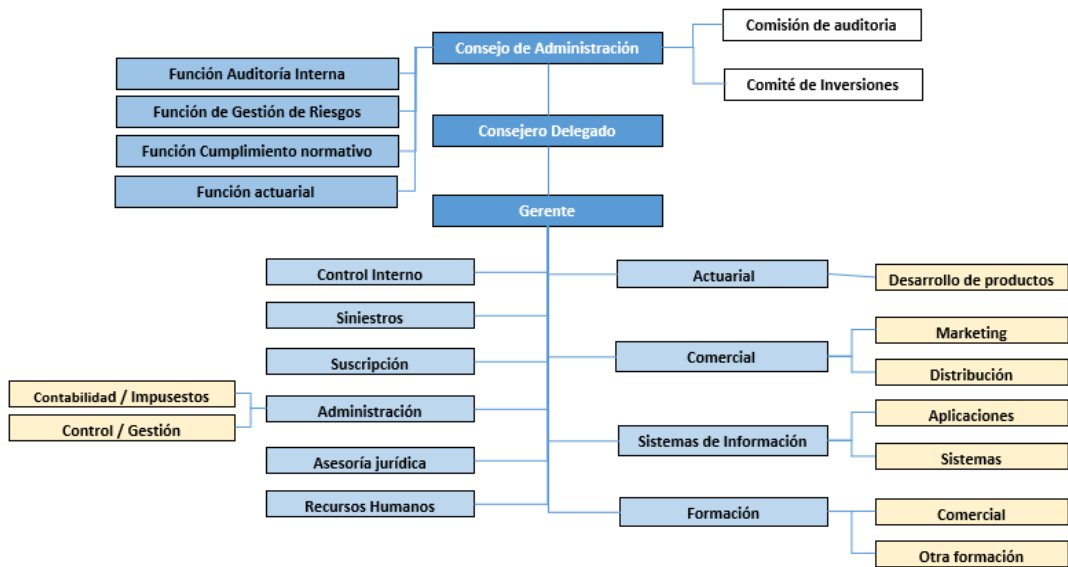 Comisión de auditoria
Consejo de Administración
Función Auditoría Interna
Comité de Inversiones
Función de Gestión de Riesgos
Consejero Delegado
Función Cumplimiento normativo
Función actuarial
Gerente
Control Interno
Actuarial
Desarrollo de productos
Siniestros
Marketing
Suscripción
Comercial
Distribución
Contabilidad / Impuestos
Administración
Aplicaciones
Control / Gestión
Sistemas de Información
Asesoría jurídica
Sistemas
Recursos Humanos
Formación
Comercial
Otra formación